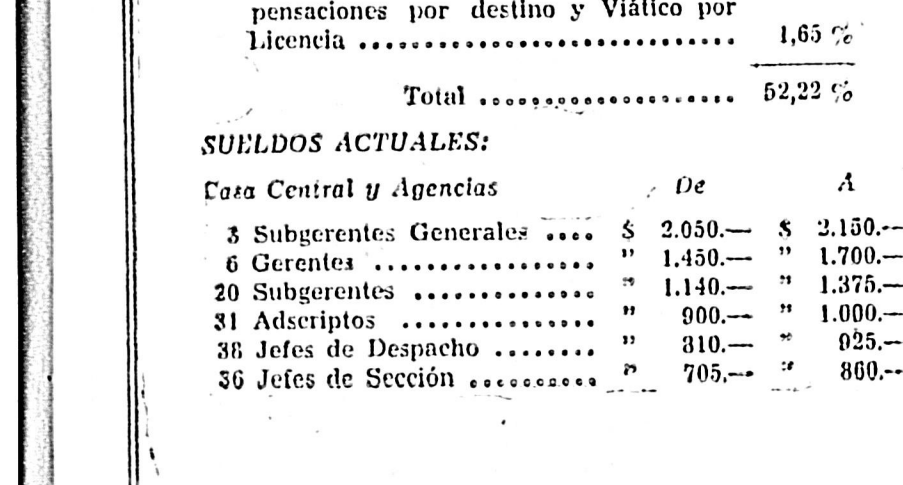 pensaciones por destino y Viático por
Licencia .............................. 1,65 %
Total .................... 52,22 %
SUELDOS ACTUALES:
Casa Central y Agencias De A
3 Subgerentes Generales .... $ 2.050.— $ 2.150.—
6 Gerentes ................. " 1.450.— " 1.700.—
20 Subgerentes .............. " 1.140.— " 1.375.—
31 Adscriptos ............... " 900.— " 1.000.—
38 Jefes de Despacho ........ " 810.— " 925.—
36 Jefes de Sección .......... " 705.— " 860.—